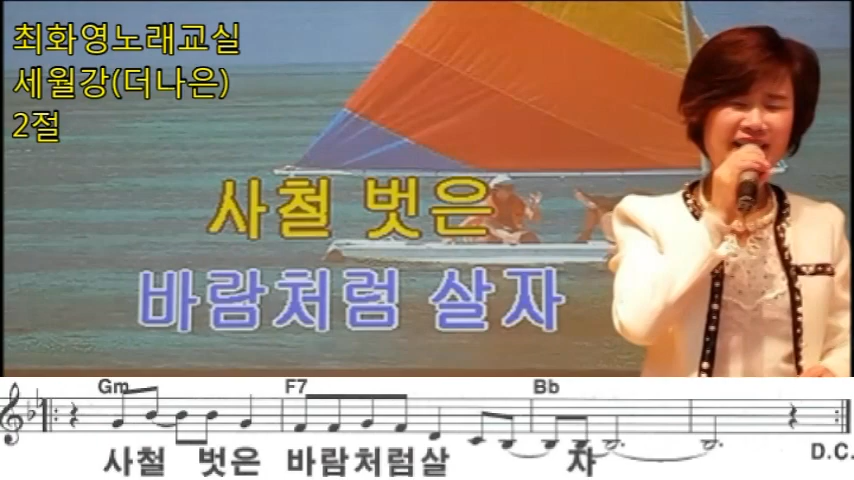 최화영노래교실
세월강(더나은)
2절
사철 벗은
바람처럼 살자
Gm F7 Bb
사철 벗은 바람처럼살 자
D.C.